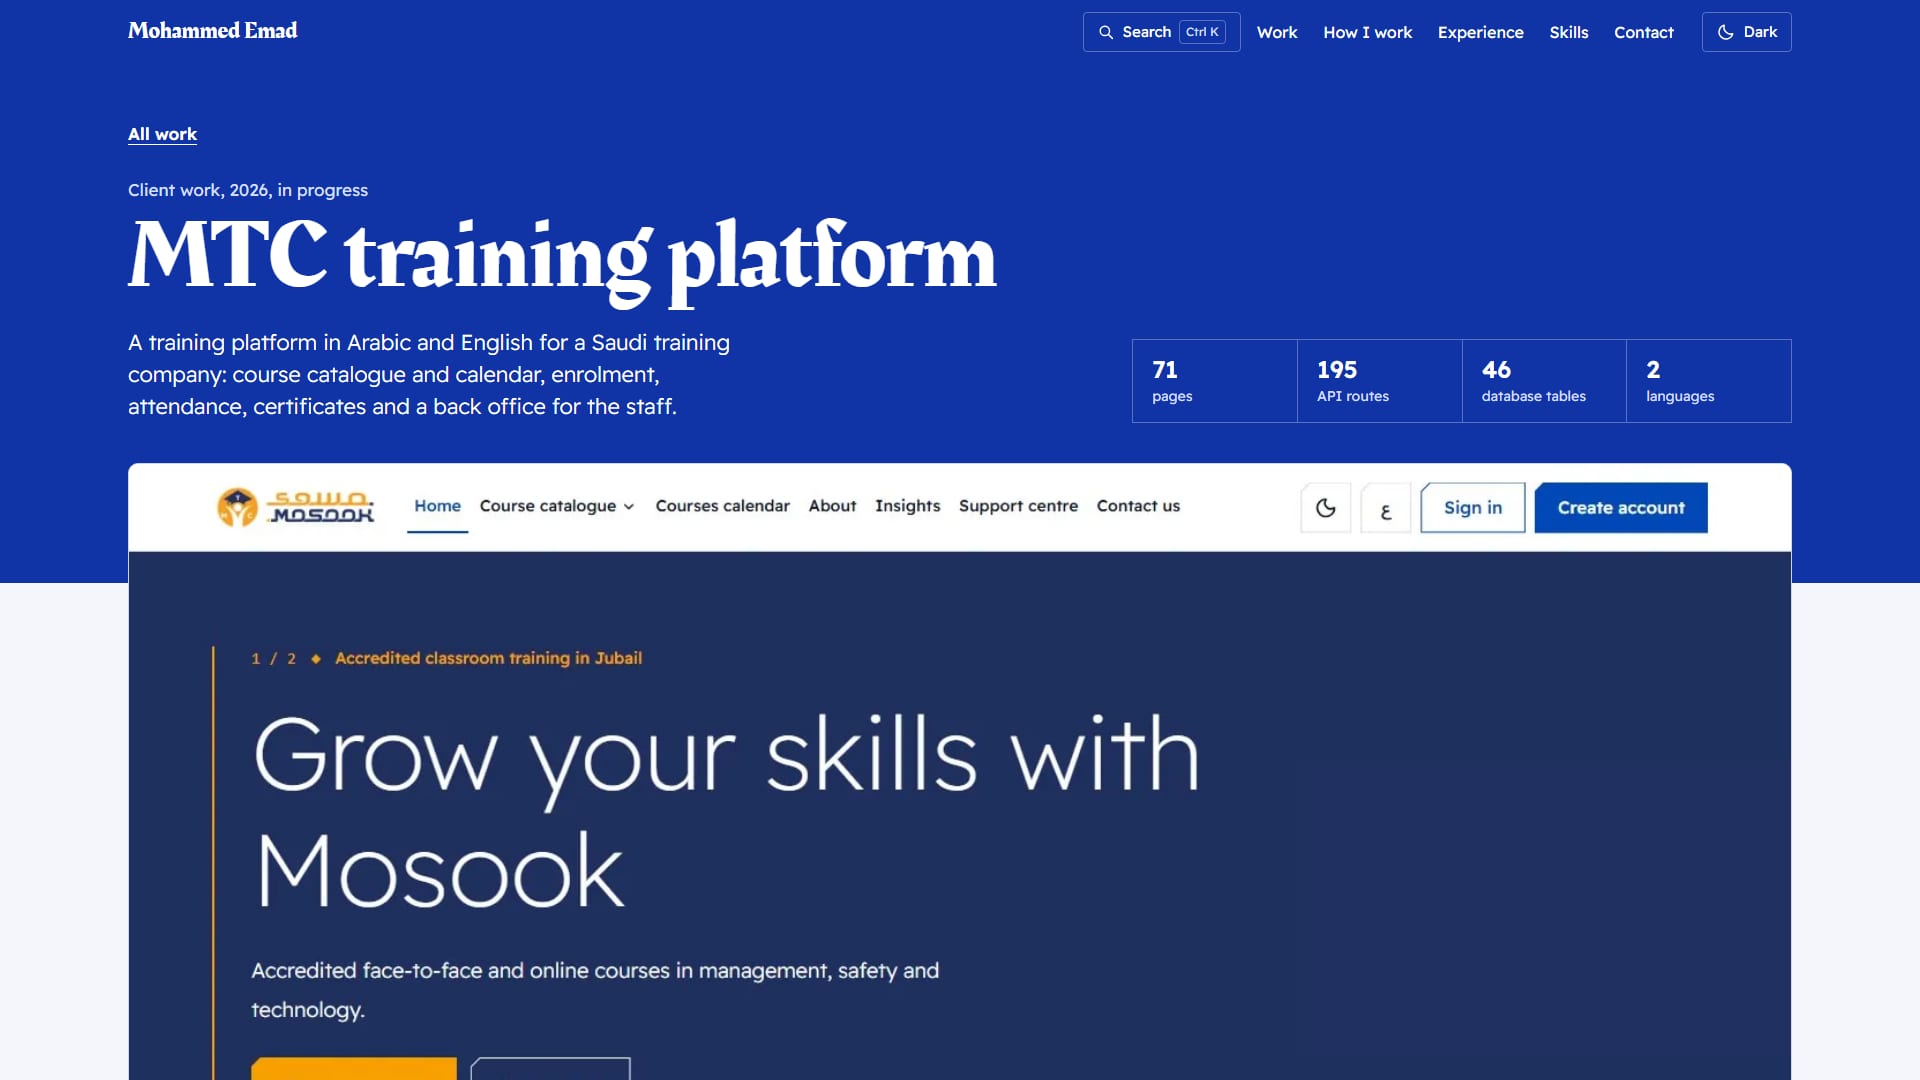 Mohammed Emad
Search Ctrl K
Work
How I work
Experience
Skills
Contact
Dark
All work
Client work, 2026, in progress
MTC training platform
A training platform in Arabic and English for a Saudi training
company: course catalogue and calendar, enrolment,
attendance, certificates and a back office for the staff.
71
pages
195
API routes
46
database tables
2
languages
مسوق
MOSOOK
Home
Course catalogue
Courses calendar
About
Insights
Support centre
Contact us
ع
Sign in
Create account
1 / 2 ◆ Accredited classroom training in Jubail
Grow your skills with
Mosook
Accredited face-to-face and online courses in management, safety and
technology.